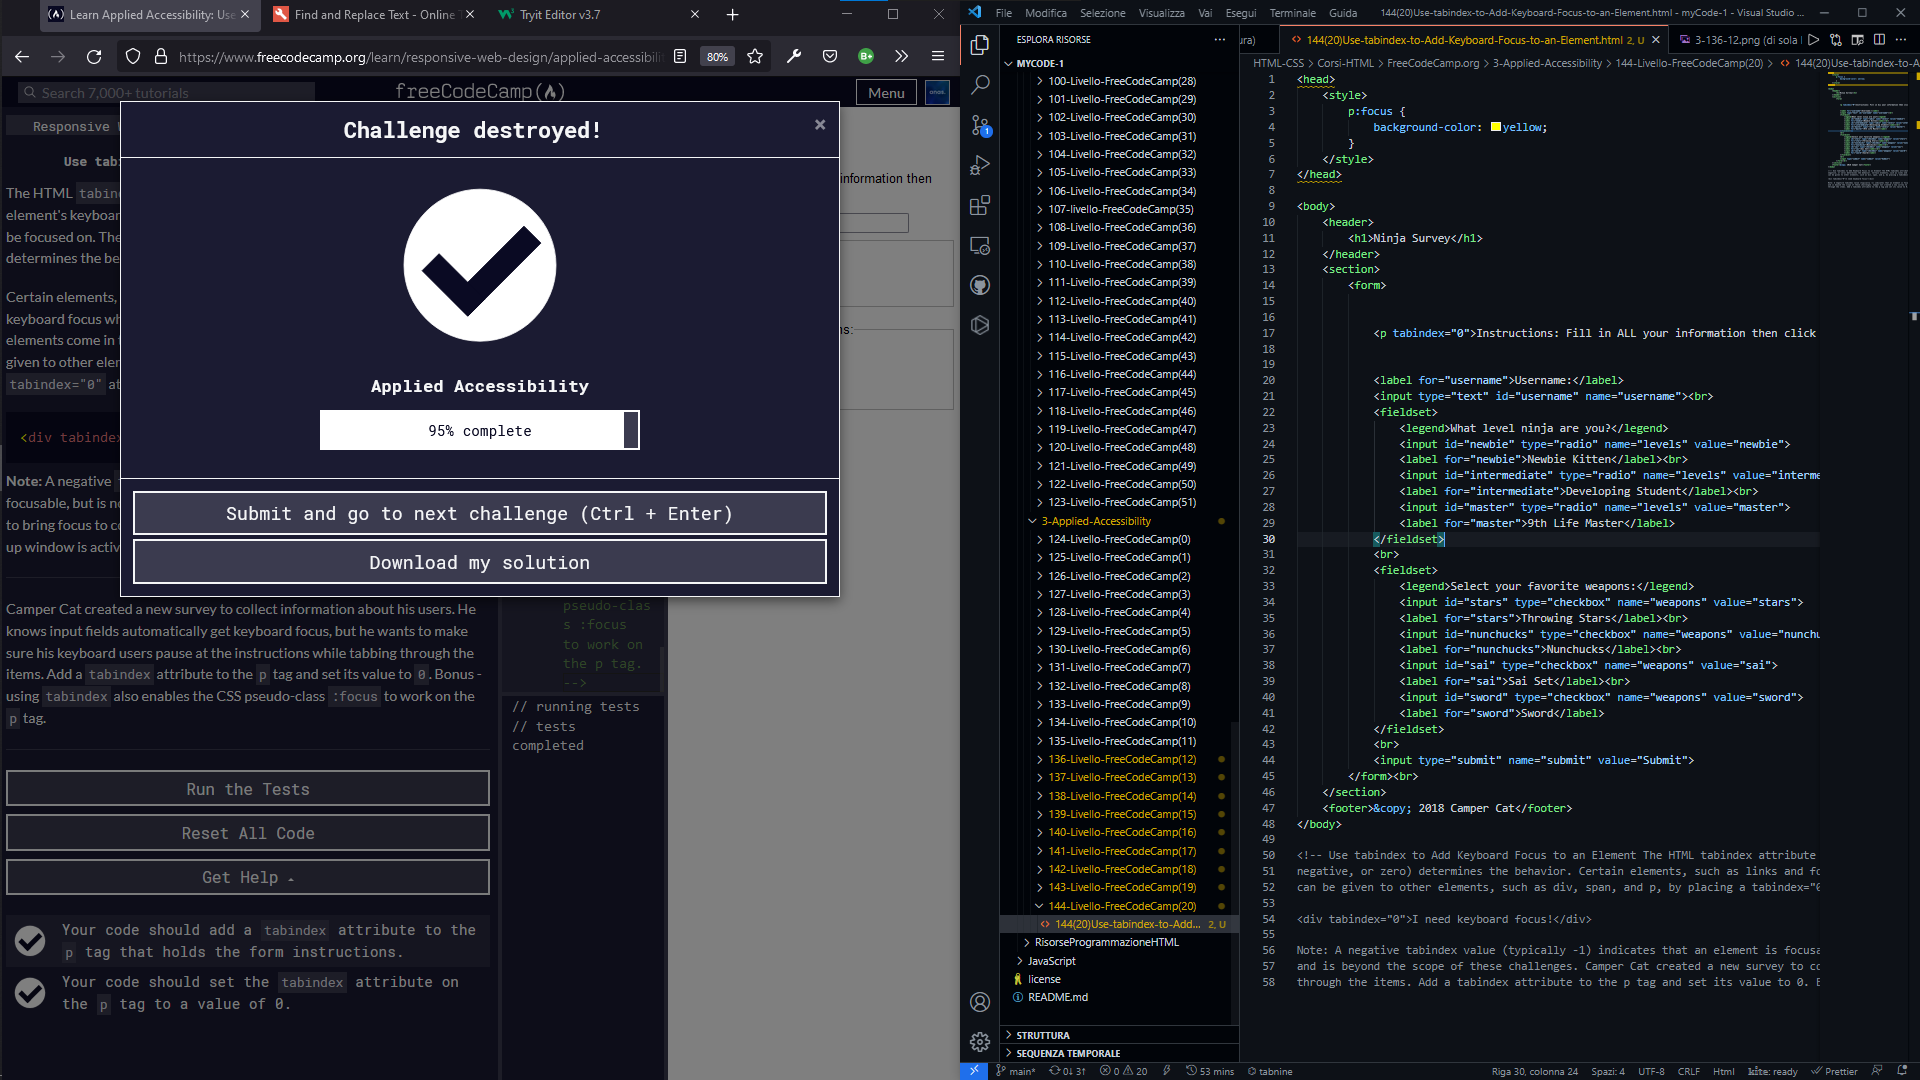 Learn Applied Accessibility: Use
Find and Replace Text - Online T
Tryit Editor v3.7
https://www.freecodecamp.org/learn/responsive-web-design/applied-accessibili
80%
Search 7,000+ tutorials
freeCodeCamp
Menu
Responsive
Use tabi
The HTML tabin
element's keyboar
be focused on. The
determines the be
Certain elements,
keyboard focus wh
elements come in
given to other elem
tabindex="0" at
<div tabindex
Note: A negative
focusable, but is no
to bring focus to co
up window is activ
information then
ns:
Challenge destroyed!
×
Applied Accessibility
95% complete
Submit and go to next challenge (Ctrl + Enter)
Download my solution
Camper Cat created a new survey to collect information about his users. He
knows input fields automatically get keyboard focus, but he wants to make
sure his keyboard users pause at the instructions while tabbing through the
items. Add a tabindex attribute to the p tag and set its value to 0. Bonus -
using tabindex also enables the CSS pseudo-class :focus to work on the
p tag.
Run the Tests
Reset All Code
Get Help
Your code should add a tabindex attribute to the
p tag that holds the form instructions.
Your code should set the tabindex attribute on
the p tag to a value of 0.
pseudo-clas
s :focus
to work on
the p tag.
-->
// running tests
// tests
completed
File Modifica Selezione Visualizza Vai Esegui Terminale Guida
144(20)Use-tabindex-to-Add-Keyboard-Focus-to-an-Element.html - myCode-1 - Visual Studio ...
ESPLORA RISORSE
MYCODE-1
100-Livello-FreeCodeCamp(28)
101-Livello-FreeCodeCamp(29)
102-Livello-FreeCodeCamp(30)
103-Livello-FreeCodeCamp(31)
104-Livello-FreeCodeCamp(32)
105-Livello-FreeCodeCamp(33)
106-Livello-FreeCodeCamp(34)
107-livello-FreeCodeCamp(35)
108-Livello-FreeCodeCamp(36)
109-Livello-FreeCodeCamp(37)
110-Livello-FreeCodeCamp(38)
111-Livello-FreeCodeCamp(39)
112-Livello-FreeCodeCamp(40)
113-Livello-FreeCodeCamp(41)
114-Livello-FreeCodeCamp(42)
115-Livello-FreeCodeCamp(43)
116-Livello-FreeCodeCamp(44)
117-Livello-FreeCodeCamp(45)
118-Livello-FreeCodeCamp(46)
119-Livello-FreeCodeCamp(47)
120-Livello-FreeCodeCamp(48)
121-Livello-FreeCodeCamp(49)
122-Livello-FreeCodeCamp(50)
123-Livello-FreeCodeCamp(51)
3-Applied-Accessibility
124-Livello-FreeCodeCamp(0)
125-Livello-FreeCodeCamp(1)
126-Livello-FreeCodeCamp(2)
127-Livello-FreeCodeCamp(3)
128-Livello-FreeCodeCamp(4)
129-Livello-FreeCodeCamp(5)
130-Livello-FreeCodeCamp(6)
131-Livello-FreeCodeCamp(7)
132-Livello-FreeCodeCamp(8)
133-Livello-FreeCodeCamp(9)
134-Livello-FreeCodeCamp(10)
135-Livello-FreeCodeCamp(11)
136-Livello-FreeCodeCamp(12)
137-Livello-FreeCodeCamp(13)
138-Livello-FreeCodeCamp(14)
139-Livello-FreeCodeCamp(15)
140-Livello-FreeCodeCamp(16)
141-Livello-FreeCodeCamp(17)
142-Livello-FreeCodeCamp(18)
143-Livello-FreeCodeCamp(19)
144-Livello-FreeCodeCamp(20)
144(20)Use-tabindex-to-Add... 2, U
RisorseProgrammazioneHTML
JavaScript
license
README.md
STRUTTURA
SEQUENZA TEMPORALE
ura)
144(20)Use-tabindex-to-Add-Keyboard-Focus-to-an-Element.html 2, U
3-136-12.png (di sola l
HTML-CSS > Corsi-HTML > FreeCodeCamp.org > 3-Applied-Accessibility > 144-Livello-FreeCodeCamp(20) > 144(20)Use-tabindex-to-A
1 <head>
2 <style>
3 p:focus {
4 background-color: yellow;
5 }
6 </style>
7 </head>
8
9 <body>
10 <header>
11 <h1>Ninja Survey</h1>
12 </header>
13 <section>
14 <form>
15
16
17 <p tabindex="0">Instructions: Fill in ALL your information then click
18
19
20 <label for="username">Username:</label>
21 <input type="text" id="username" name="username"><br>
22 <fieldset>
23 <legend>What level ninja are you?</legend>
24 <input id="newbie" type="radio" name="levels" value="newbie">
25 <label for="newbie">Newbie Kitten</label><br>
26 <input id="intermediate" type="radio" name="levels" value="interme
27 <label for="intermediate">Developing Student</label><br>
28 <input id="master" type="radio" name="levels" value="master">
29 <label for="master">9th Life Master</label>
30 </fieldset>
31 <br>
32 <fieldset>
33 <legend>Select your favorite weapons:</legend>
34 <input id="stars" type="checkbox" name="weapons" value="stars">
35 <label for="stars">Throwing Stars</label><br>
36 <input id="nunchucks" type="checkbox" name="weapons" value="nunchu
37 <label for="nunchucks">Nunchucks</label><br>
38 <input id="sai" type="checkbox" name="weapons" value="sai">
39 <label for="sai">Sai Set</label><br>
40 <input id="sword" type="checkbox" name="weapons" value="sword">
41 <label for="sword">Sword</label>
42 </fieldset>
43 <br>
44 <input type="submit" name="submit" value="Submit">
45 </form><br>
46 </section>
47 <footer>&copy; 2018 Camper Cat</footer>
48 </body>
49
50 <!-- Use tabindex to Add Keyboard Focus to an Element The HTML tabindex attribute
51 negative, or zero) determines the behavior. Certain elements, such as links and fo
52 can be given to other elements, such as div, span, and p, by placing a tabindex="0
53
54 <div tabindex="0">I need keyboard focus!</div>
55
56 Note: A negative tabindex value (typically -1) indicates that an element is focusa
57 and is beyond the scope of these challenges. Camper Cat created a new survey to co
58 through the items. Add a tabindex attribute to the p tag and set its value to 0. B
main* 0↓ 3↑ 0 20 53 mins tabnine
Riga 30, colonna 24 Spazi: 4 UTF-8 CRLF Html kite: ready Prettier